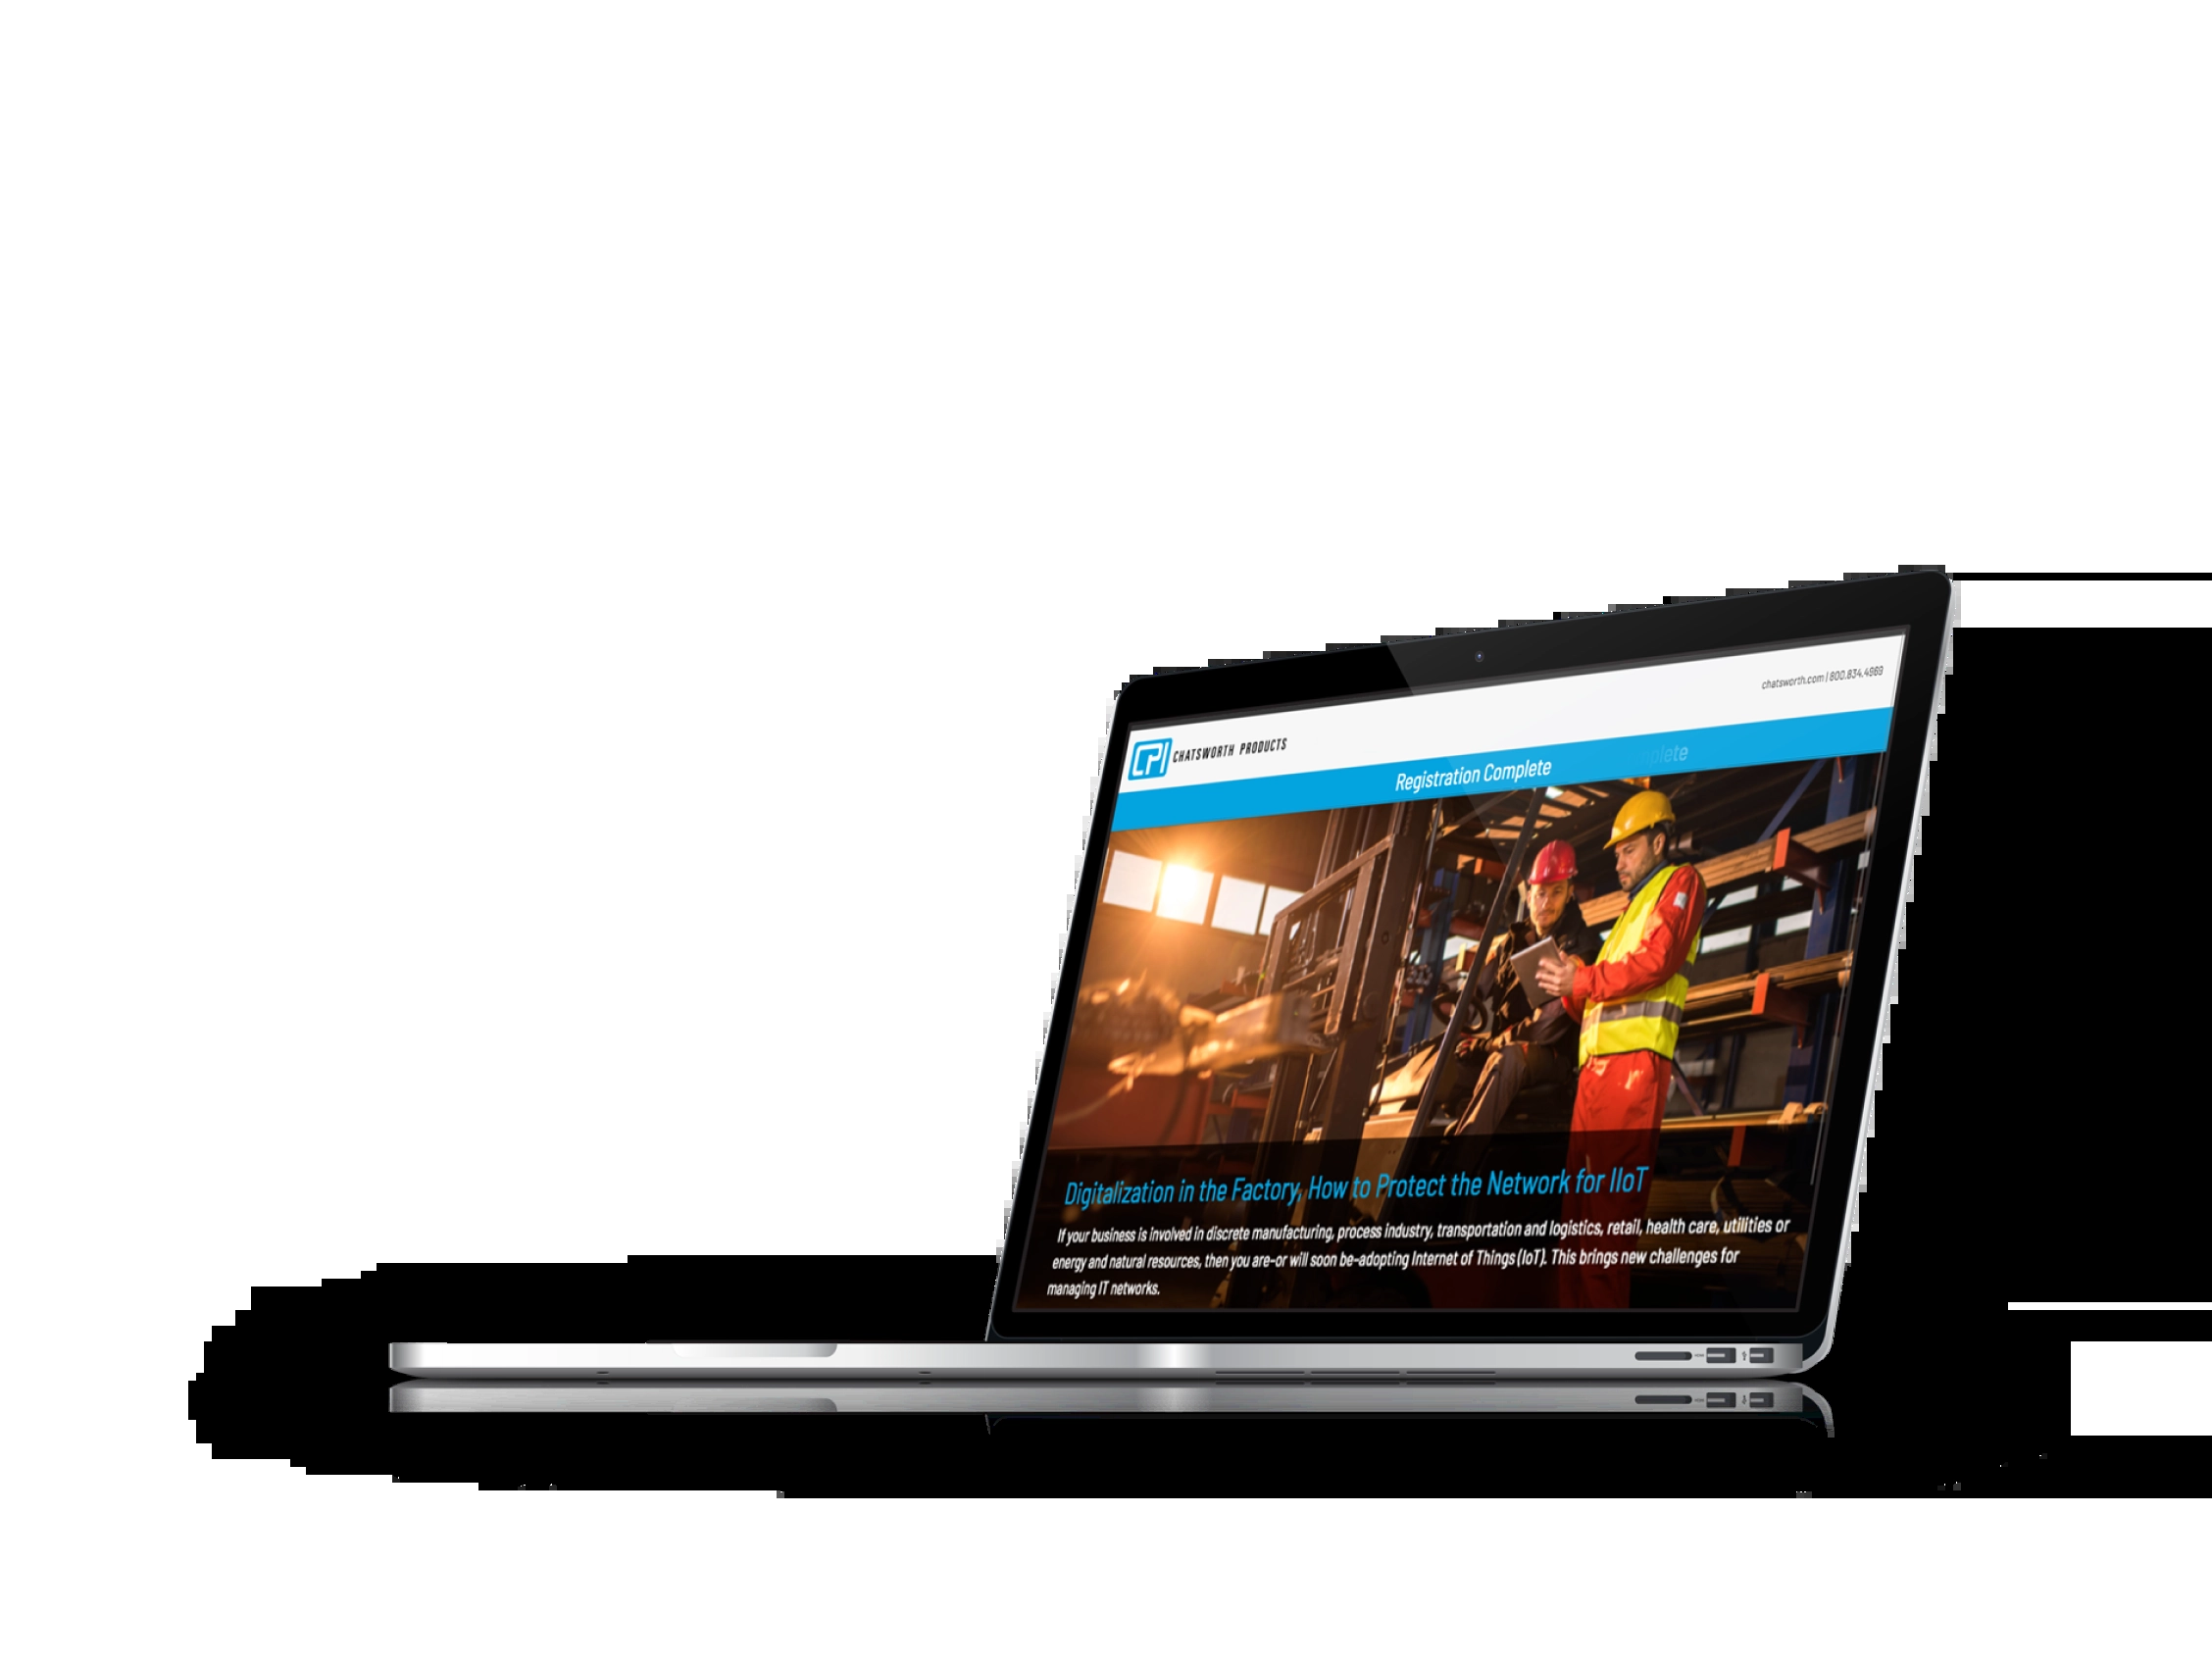 chatsworth.com | 800.834.4969
CPI CHATSWORTH PRODUCTS
Registration Complete
plete
Digitalization in the Factory, How to Protect the Network for IIoT
If your business is involved in discrete manufacturing, process industry, transportation and logistics, retail, health care, utilities or
energy and natural resources, then you are-or will soon be-adopting Internet of Things (IoT). This brings new challenges for
managing IT networks.